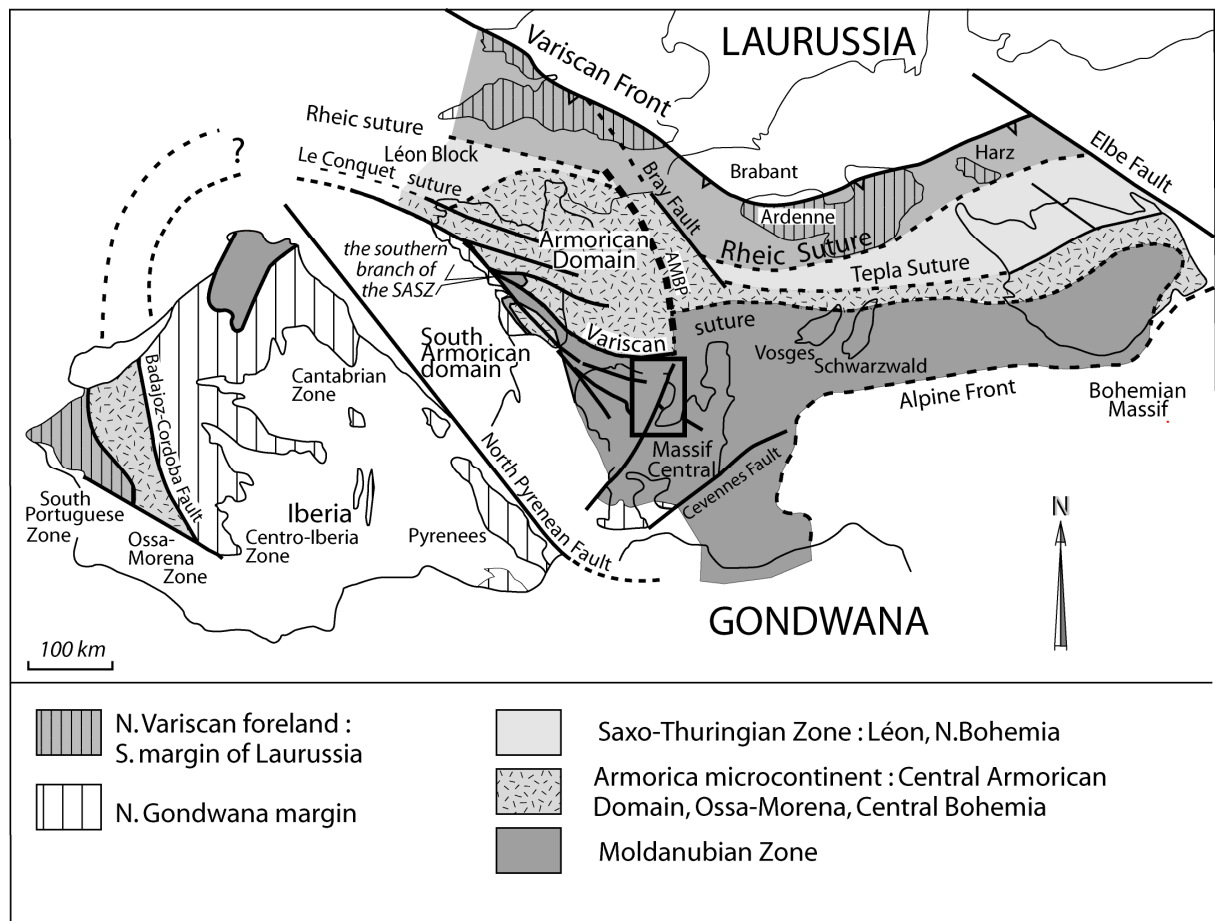 LAURUSSIA
Variscan Front
Rheic suture
Léon Block
Le Conquet suture
?
Bray Fault
Brabant
Harz
Elbe Fault
Ardenne
Rheic Suture
Tepla Suture
Armorican
Domain
AMBP
the southern
branch of
the SASZ
Variscan
suture
South
Armorican
domain
Vosges
Schwarzwald
Alpine Front
Bohemian
Massif
Massif
Central
Cevennes Fault
North Pyrenean Fault
Cantabrian
Zone
Badajoz-Cordoba Fault
South
Portuguese
Zone
Ossa-
Morena
Zone
Iberia
Centro-Iberia
Zone
Pyrenees
N
GONDWANA
100 km
N. Variscan foreland :
S. margin of Laurussia
N. Gondwana margin
Saxo-Thuringian Zone : Léon, N.Bohemia
Armorica microcontinent : Central Armorican
Domain, Ossa-Morena, Central Bohemia
Moldanubian Zone